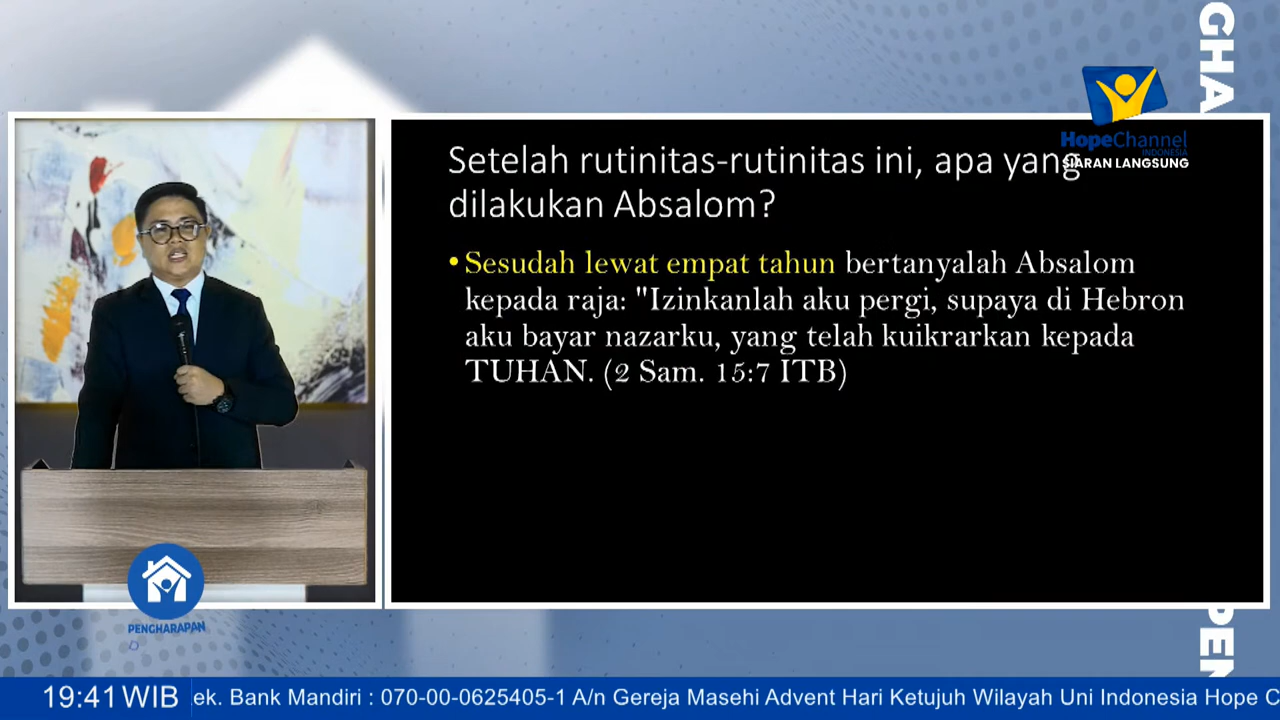 GHA
HopeChannel
INDONESIA
SIARAN LANGSUNG
Setelah rutinitas-rutinitas ini, apa yang
dilakukan Absalom?
• Sesudah lewat empat tahun bertanyalah Absalom
kepada raja: "Izinkanlah aku pergi, supaya di Hebron
aku bayar nazarku, yang telah kuikrarkan kepada
TUHAN. (2 Sam. 15:7 ITB)
PENGHARAPAN
PEN
19:41 WIB ek. Bank Mandiri : 070-00-0625405-1 A/n Gereja Masehi Advent Hari Ketujuh Wilayah Uni Indonesia Hope C